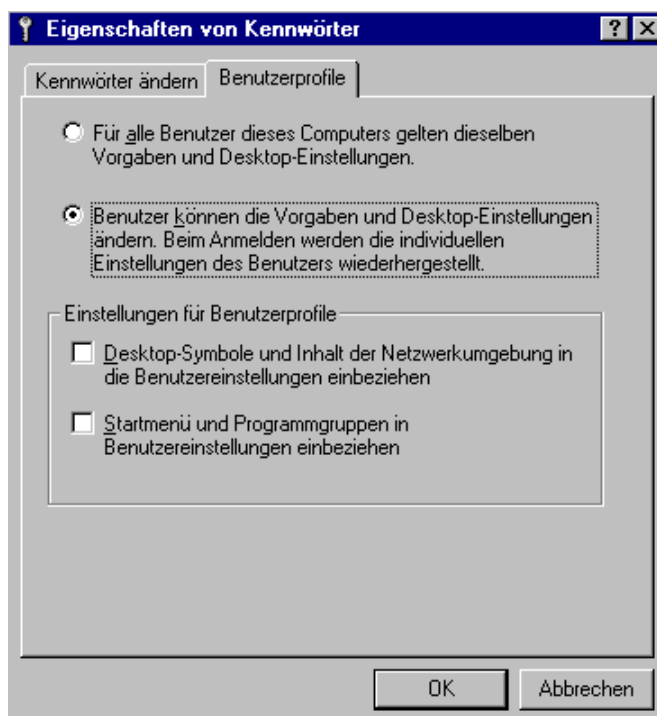 Eigenschaften von Kennwörter
Kennwörter ändern
Benutzerprofile
Für alle Benutzer dieses Computers gelten dieselben
Vorgaben und Desktop-Einstellungen.
Benutzer können die Vorgaben und Desktop-Einstellungen
ändern. Beim Anmelden werden die individuellen
Einstellungen des Benutzers wiederhergestellt.
Einstellungen für Benutzerprofile
Desktop-Symbole und Inhalt der Netzwerkumgebung in
die Benutzereinstellungen einbeziehen
Startmenü und Programmgruppen in
Benutzereinstellungen einbeziehen
OK
Abbrechen